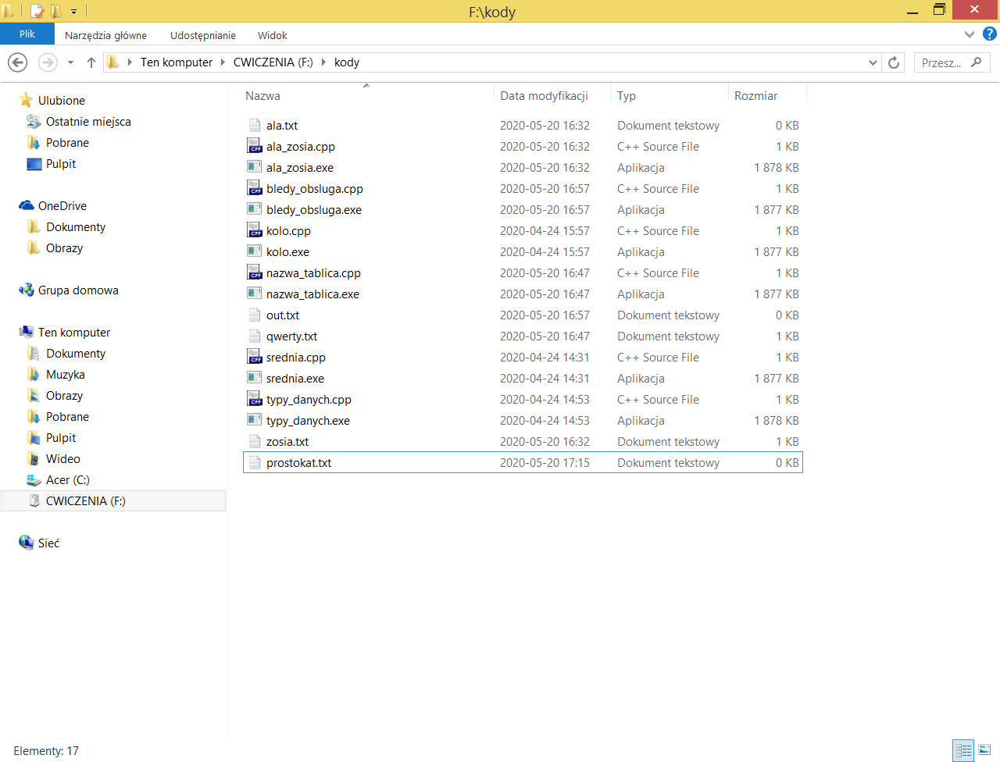 F:\kody
Plik Narzędzia główne Udostępnianie Widok
Ten komputer CWICZENIA (F:) kody Przesz...
Ulubione
Ostatnie miejsca
Pobrane
Pulpit
OneDrive
Dokumenty
Obrazy
Grupa domowa
Ten komputer
Dokumenty
Muzyka
Obrazy
Pobrane
Pulpit
Wideo
Acer (C:)
CWICZENIA (F:)
Sieć
Nazwa Data modyfikacji Typ Rozmiar
ala.txt 2020-05-20 16:32 Dokument tekstowy 0 KB
ala_zosia.cpp 2020-05-20 16:32 C++ Source File 1 KB
ala_zosia.exe 2020-05-20 16:32 Aplikacja 1 878 KB
bledy_obsluga.cpp 2020-05-20 16:57 C++ Source File 1 KB
bledy_obsluga.exe 2020-05-20 16:57 Aplikacja 1 877 KB
kolo.cpp 2020-04-24 15:57 C++ Source File 1 KB
kolo.exe 2020-04-24 15:57 Aplikacja 1 877 KB
nazwa_tablica.cpp 2020-05-20 16:47 C++ Source File 1 KB
nazwa_tablica.exe 2020-05-20 16:47 Aplikacja 1 877 KB
out.txt 2020-05-20 16:57 Dokument tekstowy 0 KB
qwerty.txt 2020-05-20 16:47 Dokument tekstowy 1 KB
srednia.cpp 2020-04-24 14:31 C++ Source File 1 KB
srednia.exe 2020-04-24 14:31 Aplikacja 1 877 KB
typy_danych.cpp 2020-04-24 14:53 C++ Source File 1 KB
typy_danych.exe 2020-04-24 14:53 Aplikacja 1 878 KB
zosia.txt 2020-05-20 16:32 Dokument tekstowy 1 KB
prostokat.txt 2020-05-20 17:15 Dokument tekstowy 0 KB
Elementy: 17